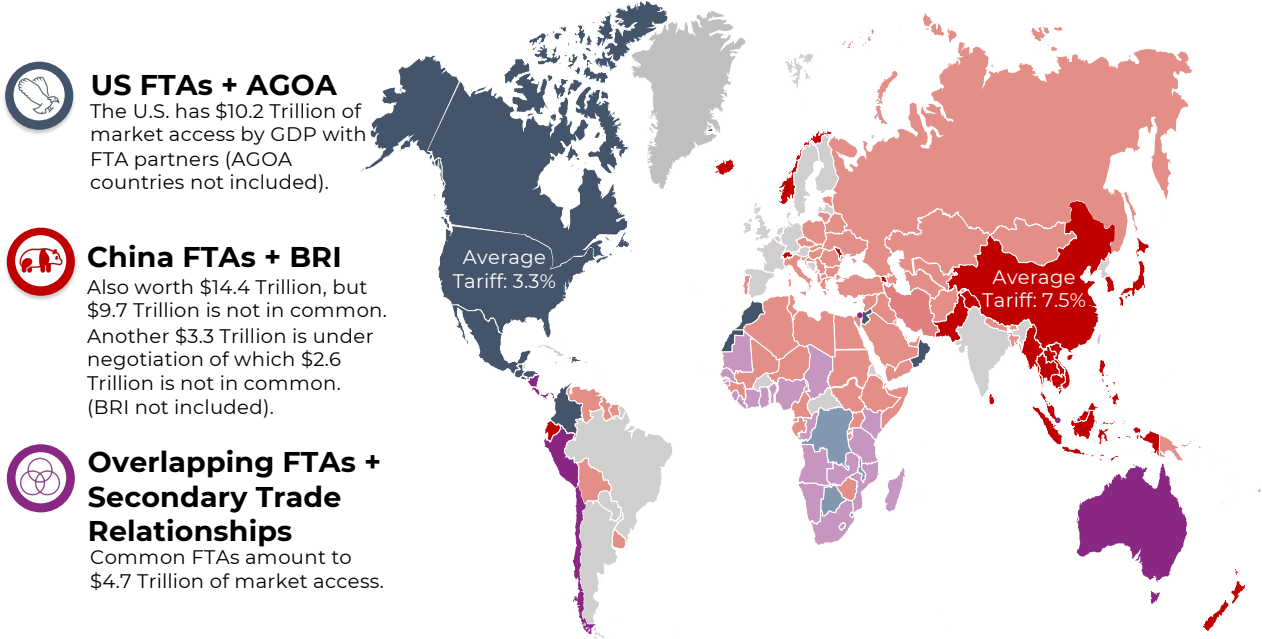 US FTAs + AGOA
The U.S. has $10.2 Trillion of
market access by GDP with
FTA partners (AGOA
countries not included).
China FTAs + BRI
Also worth $14.4 Trillion, but
$9.7 Trillion is not in common.
Another $3.3 Trillion is under
negotiation of which $2.6
Trillion is not in common.
(BRI not included).
Overlapping FTAs +
Secondary Trade
Relationships
Common FTAs amount to
$4.7 Trillion of market access.
Average
Tariff: 3.3%
Average
Tariff: 7.5%